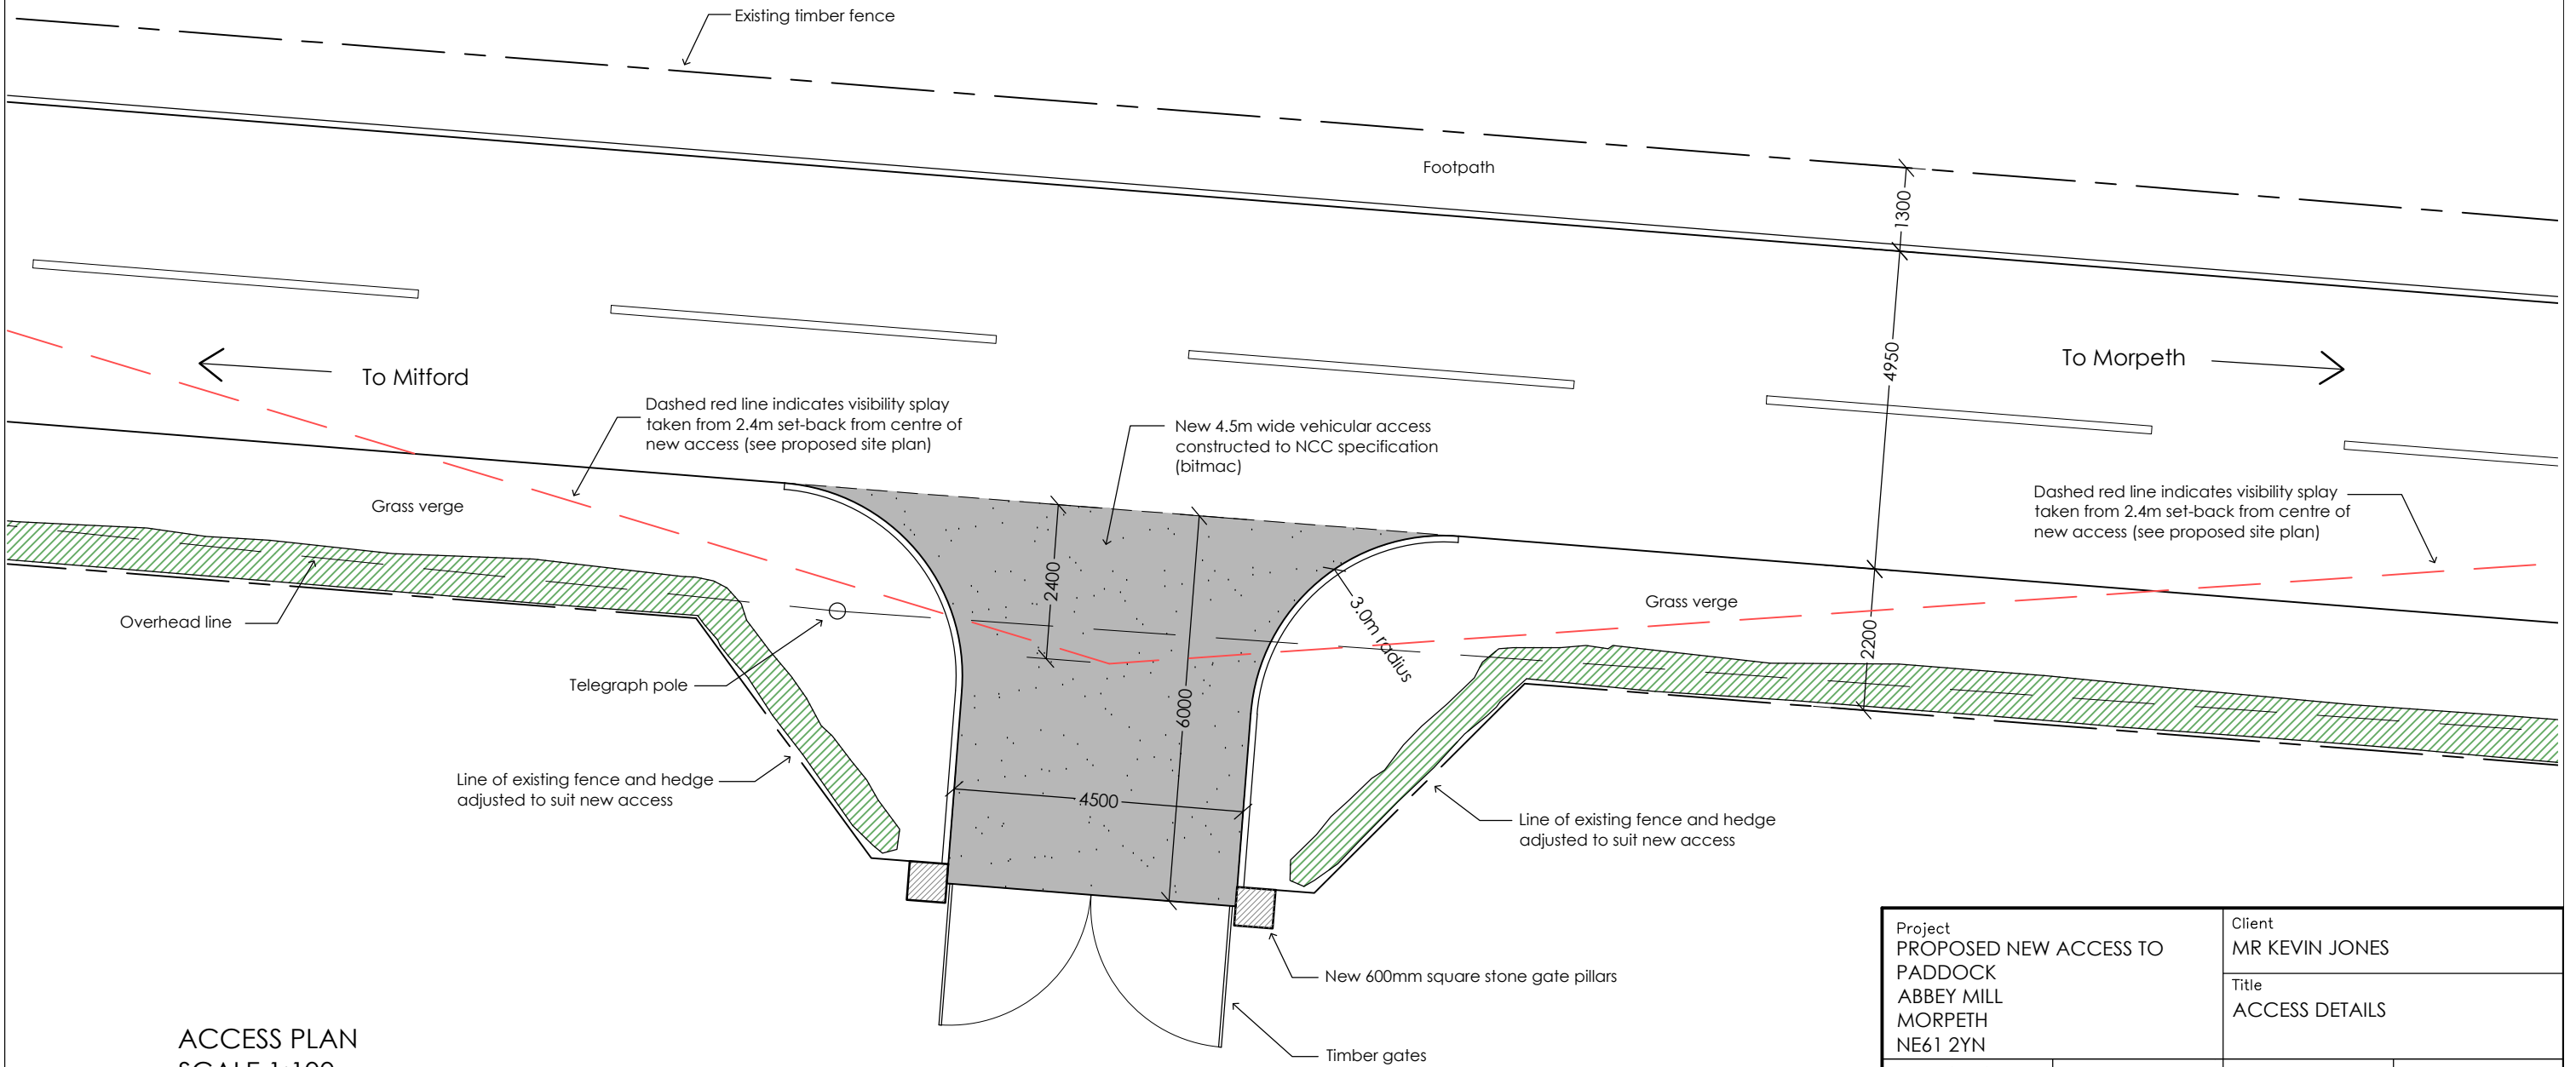 Existing timber fence
Footpath
1300
4950
To Mitford
To Morpeth
Dashed red line indicates visibility splay
taken from 2.4m set-back from centre of
new access (see proposed site plan)
New 4.5m wide vehicular access
constructed to NCC specification
(bitmac)
Dashed red line indicates visibility splay
taken from 2.4m set-back from centre of
new access (see proposed site plan)
Grass verge
2400
3.0m radius
Grass verge
2200
Overhead line
Telegraph pole
6000
Line of existing fence and hedge
adjusted to suit new access
4500
Line of existing fence and hedge
adjusted to suit new access
New 600mm square stone gate pillars
Timber gates
ACCESS PLAN
SCALE 1:100
Project
PROPOSED NEW ACCESS TO
PADDOCK
ABBEY MILL
MORPETH
NE61 2YN
Client
MR KEVIN JONES
Title
ACCESS DETAILS